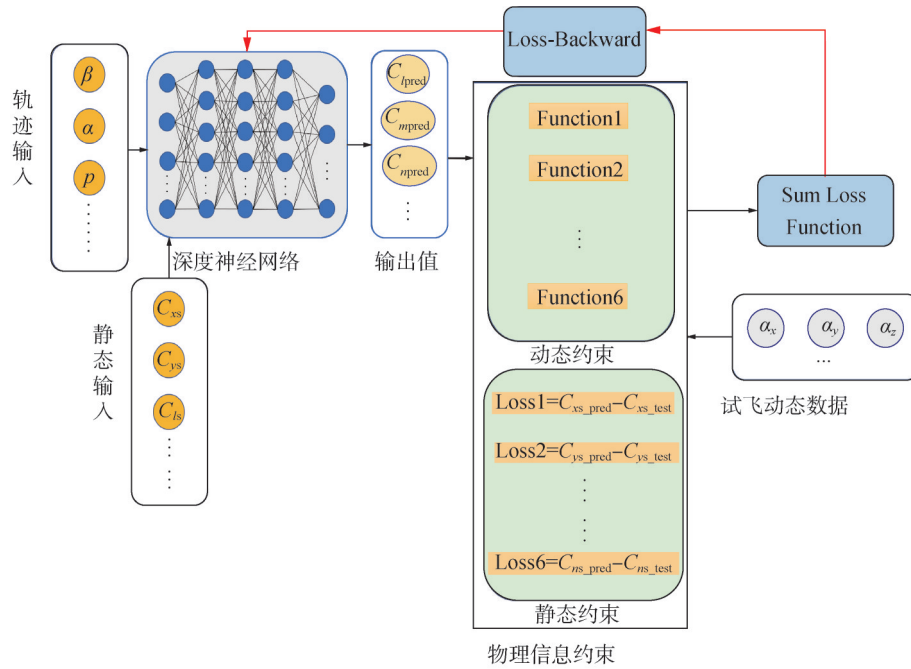 Loss-Backward
轨迹输入
β
α
p
深度神经网络
C_lpred
C_mpred
C_npred
输出值
静态输入
C_xs
C_ys
C_ls
Function1
Function2
Function6
动态约束
Loss1=C_xs_pred−C_xs_test
Loss2=C_ys_pred−C_ys_test
Loss6=C_ns_pred−C_ns_test
静态约束
物理信息约束
Sum Loss
Function
α_x α_y α_z
...
试飞动态数据